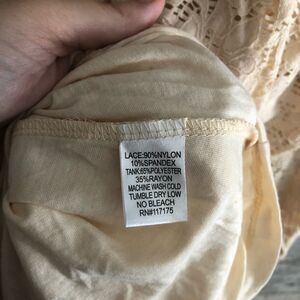 LACE:90%NYLON
10%SPANDEX
TANK:65%POLYESTER
35%RAYON
MACHINE WASH COLD
TUMBLE DRY LOW
NO BLEACH
RN#117175